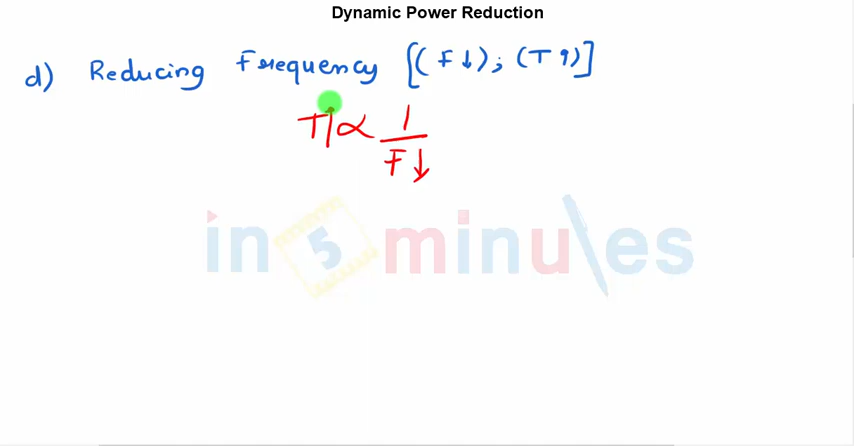 Dynamic Power Reduction
d) Reducing Frequency [(F↓); (T↑)]
T↑ ∝ 1/F↓
in 5 minutes